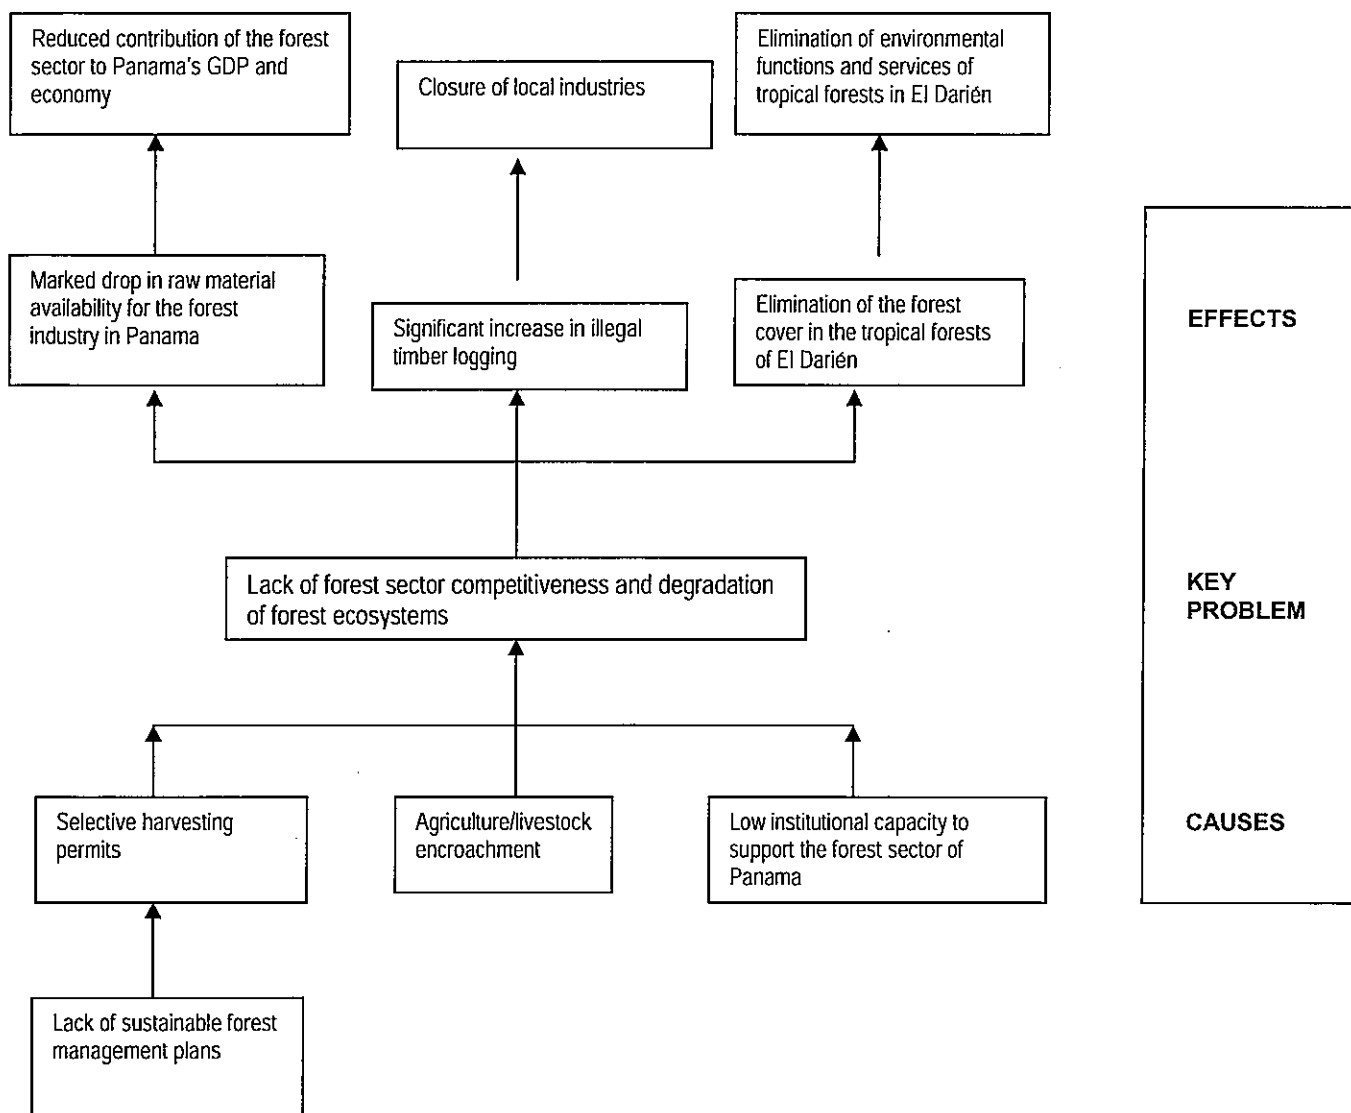 Reduced contribution of the forest
sector to Panama's GDP and
economy
Closure of local industries
Elimination of environmental
functions and services of
tropical forests in El Darién
Marked drop in raw material
availability for the forest
industry in Panama
Significant increase in illegal
timber logging
Elimination of the forest
cover in the tropical forests
of El Darién
EFFECTS
Lack of forest sector competitiveness and degradation
of forest ecosystems
KEY
PROBLEM
Selective harvesting
permits
Agriculture/livestock
encroachment
Low institutional capacity to
support the forest sector of
Panama
CAUSES
Lack of sustainable forest
management plans